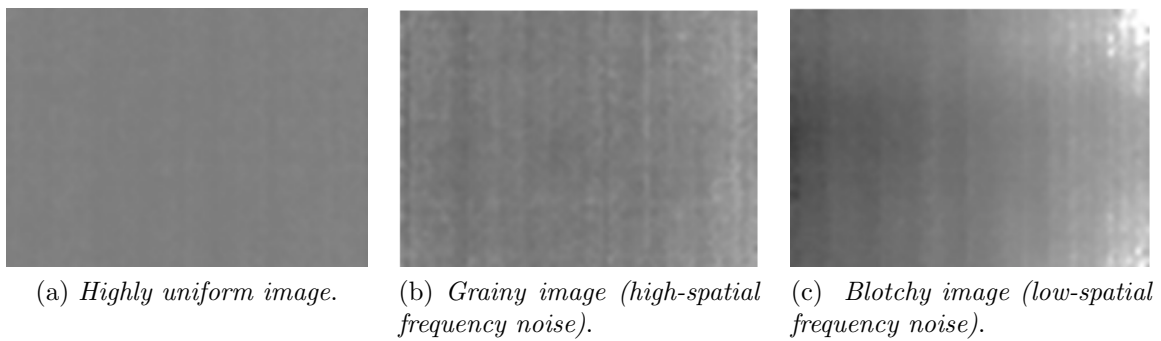 (a) Highly uniform image.
(b) Grainy image (high-spatial
frequency noise).
(c) Blotchy image (low-spatial
frequency noise).